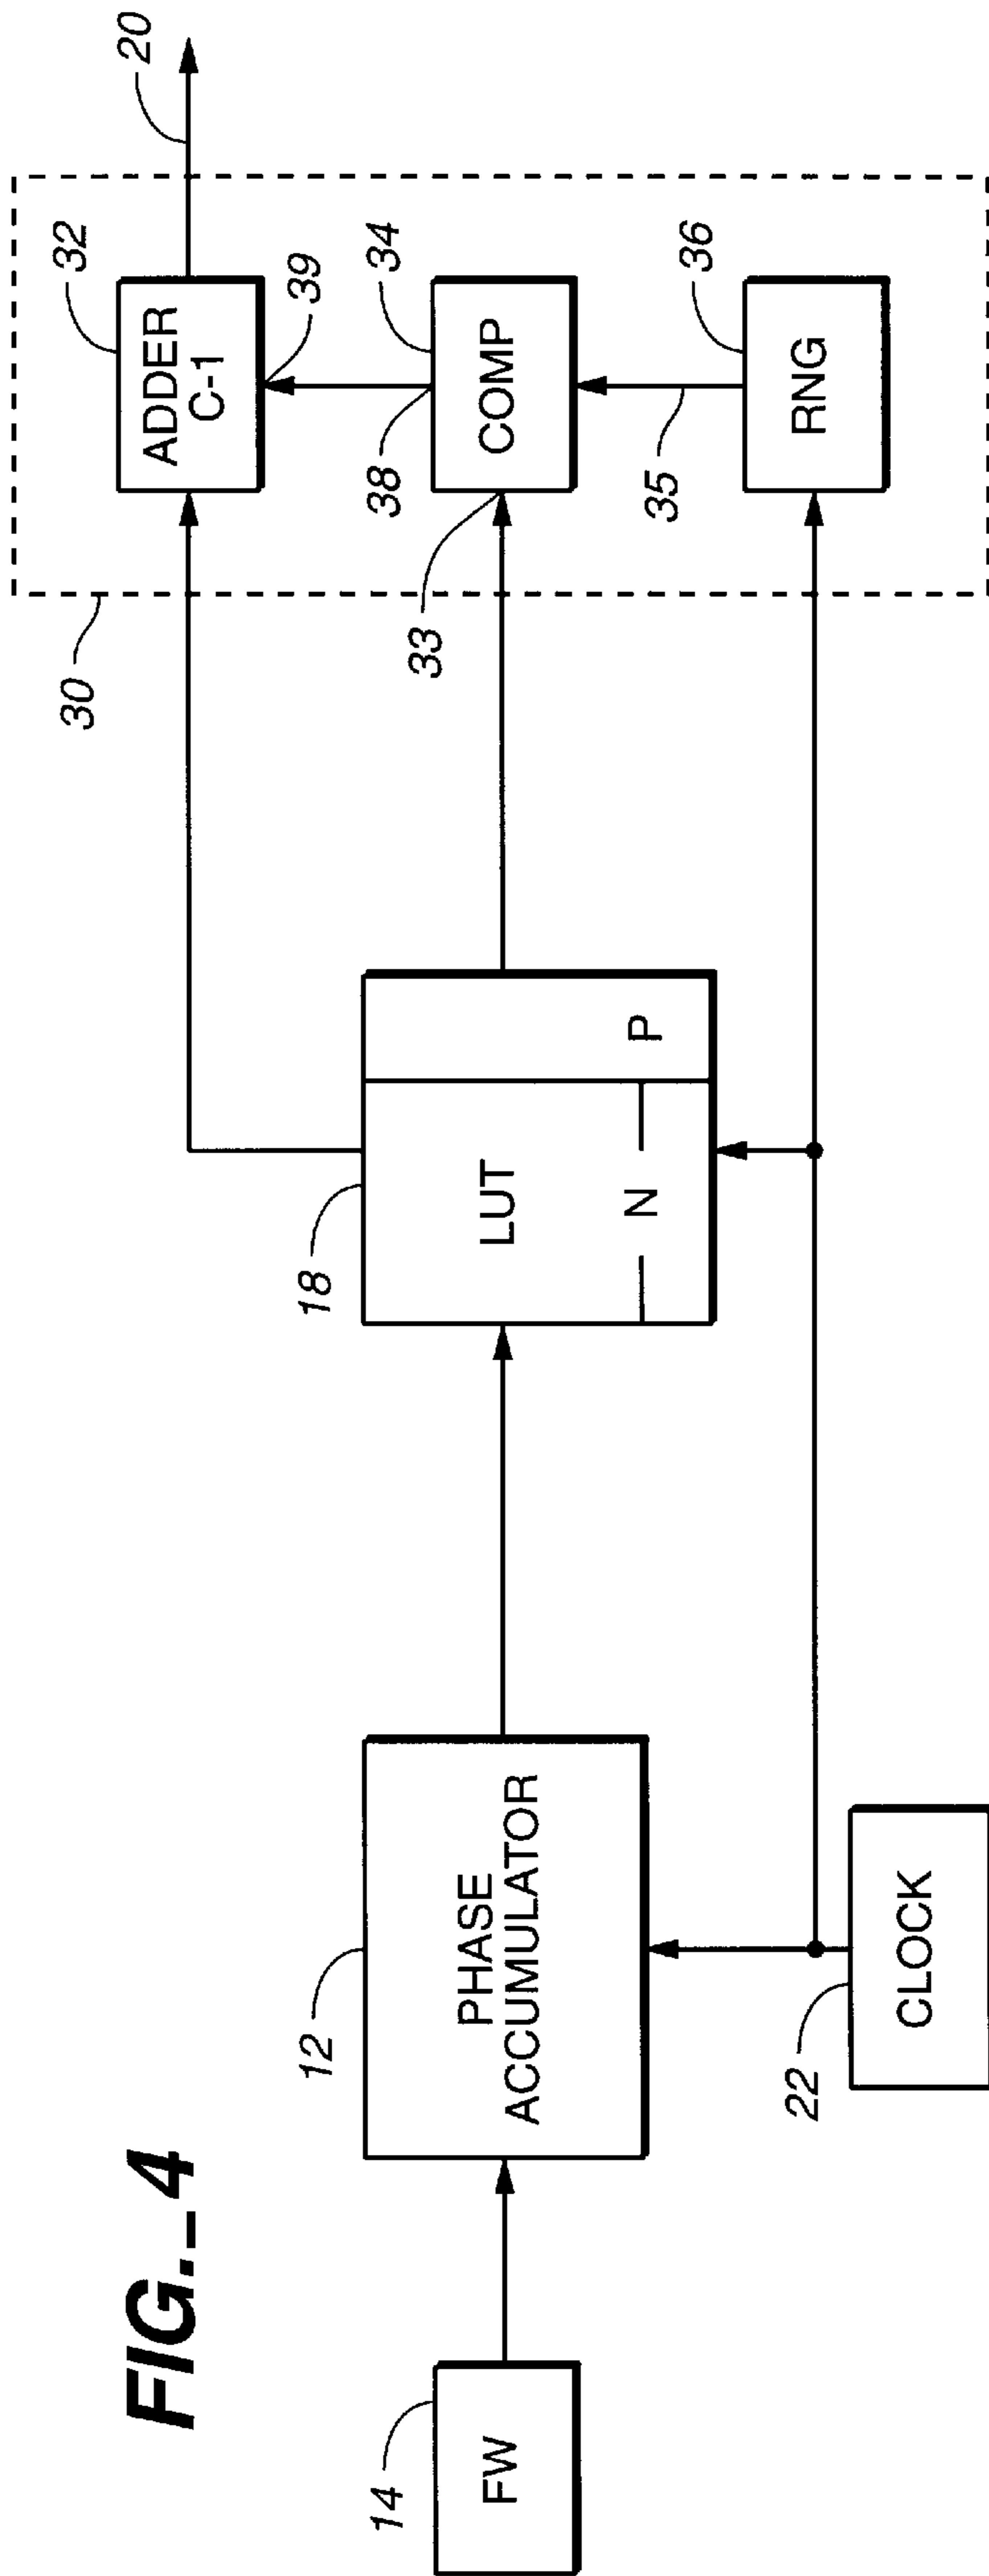 FIG._4
14
FW
12
PHASE
ACCUMULATOR
22
CLOCK
18
LUT
N
P
30
32
ADDER
C-1
39
20
33
38
34
COMP
35
36
RNG